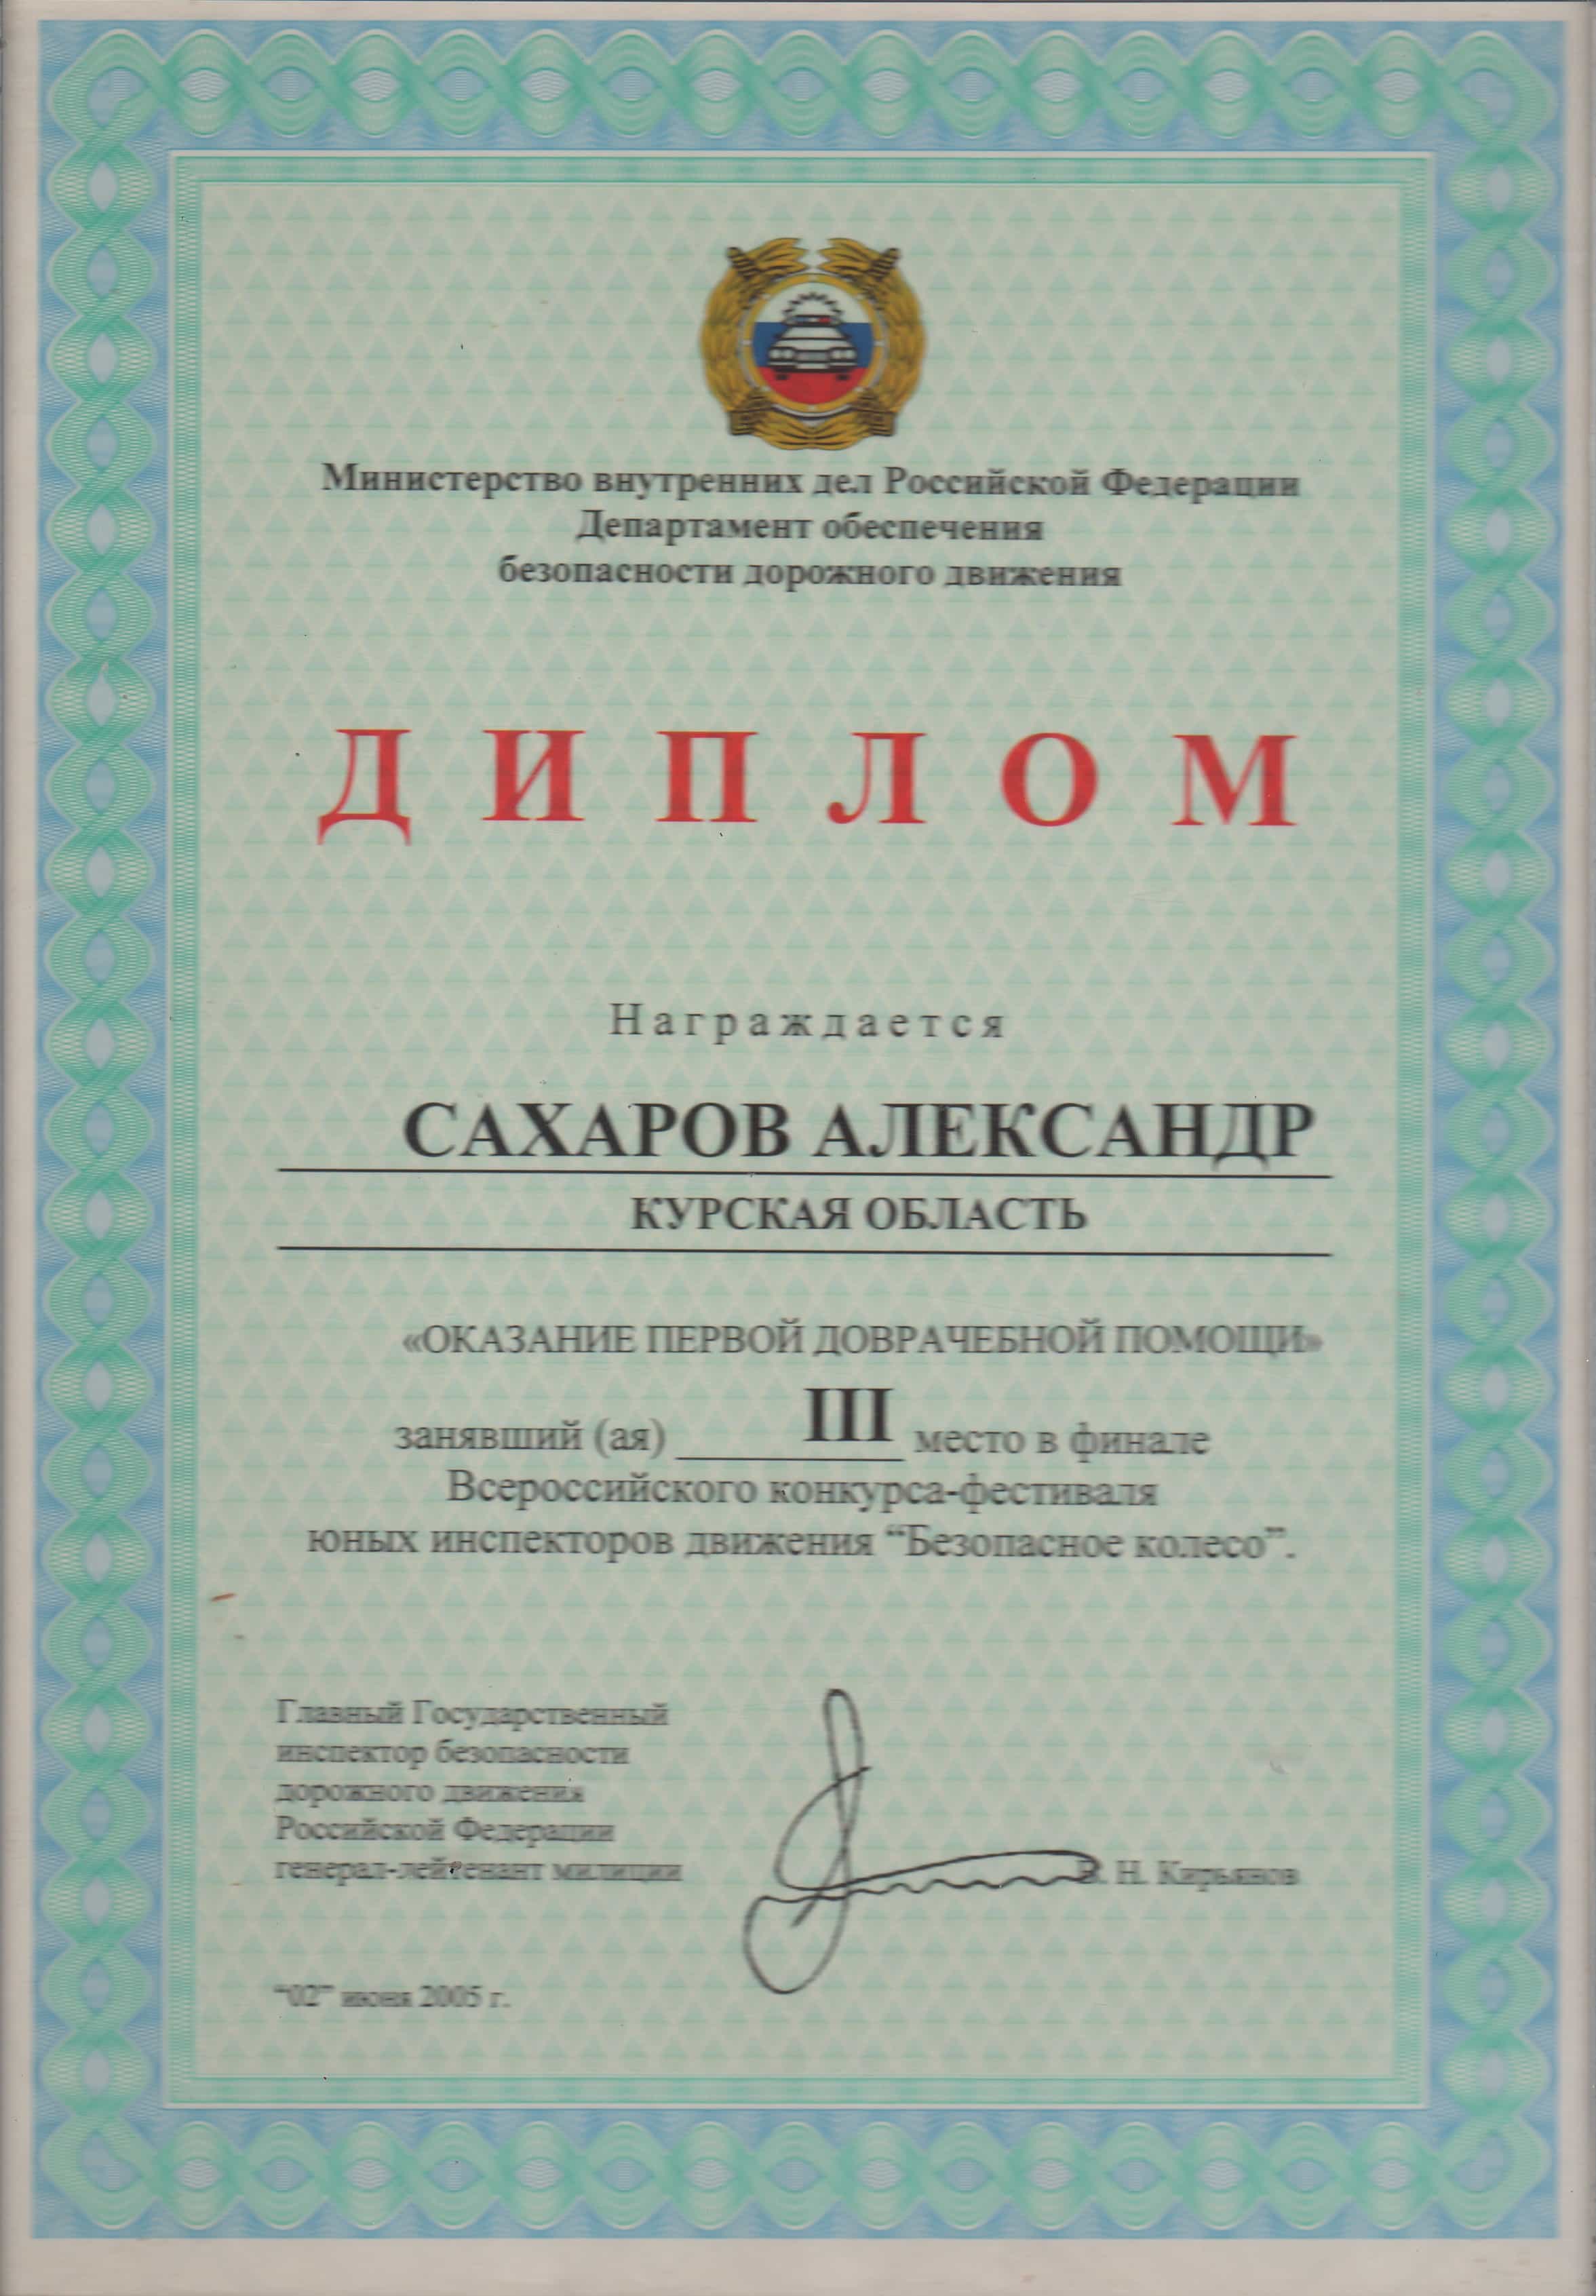 Министерство внутренних дел Российской Федерации
Департамент обеспечения
безопасности дорожного движения
ДИПЛОМ
Награждается
САХАРОВ АЛЕКСАНДР
КУРСКАЯ ОБЛАСТЬ
«ОКАЗАНИЕ ПЕРВОЙ ДОВРАЧЕБНОЙ ПОМОЩИ»
занявший (ая) III место в финале
Всероссийского конкурса-фестиваля
юных инспекторов движения “Безопасное колесо”.
Главный Государственный
инспектор безопасности
дорожного движения
Российской Федерации
генерал-лейтенант милиции
В. Н. Кирьянов
“02” июня 2005 г.